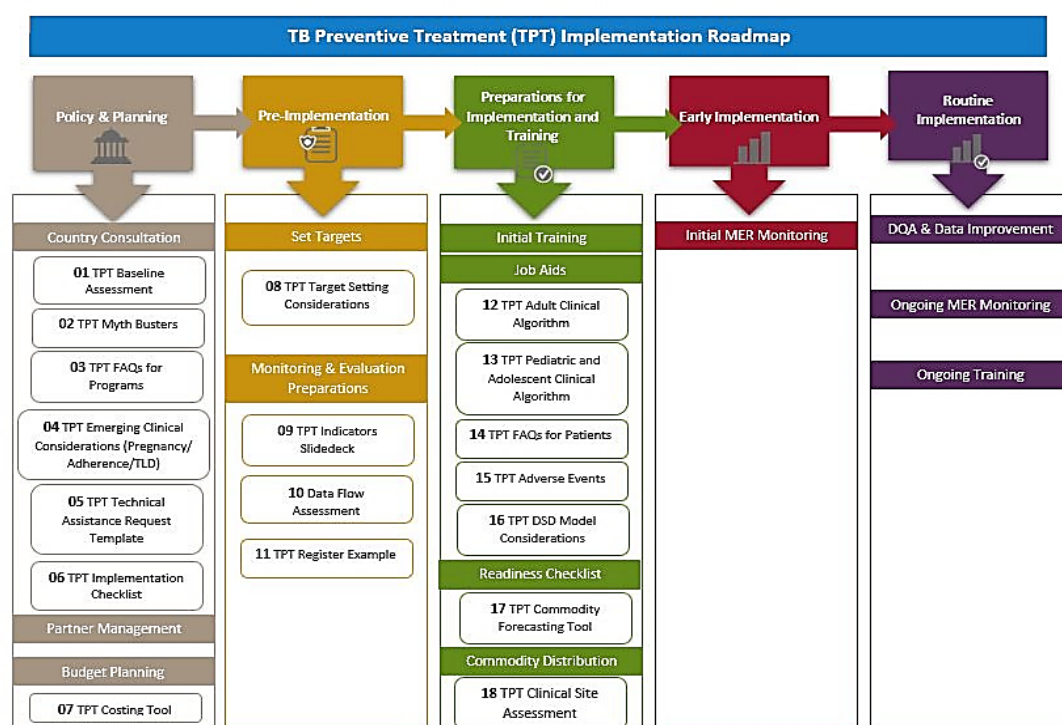 TB Preventive Treatment (TPT) Implementation Roadmap
Policy & Planning
Pre-Implementation
Preparations for
Implementation and
Training
Early Implementation
Routine
Implementation
Country Consultation
01 TPT Baseline
Assessment
02 TPT Myth Busters
03 TPT FAQs for
Programs
04 TPT Emerging Clinical
Considerations (Pregnancy/
Adherence/TLD)
05 TPT Technical
Assistance Request
Template
06 TPT Implementation
Checklist
Partner Management
Budget Planning
07 TPT Costing Tool
Set Targets
08 TPT Target Setting
Considerations
Monitoring & Evaluation
Preparations
09 TPT Indicators
Slidedeck
10 Data Flow
Assessment
11 TPT Register Example
Initial Training
Job Aids
12 TPT Adult Clinical
Algorithm
13 TPT Pediatric and
Adolescent Clinical
Algorithm
14 TPT FAQs for Patients
15 TPT Adverse Events
16 TPT DSD Model
Considerations
Readiness Checklist
17 TPT Commodity
Forecasting Tool
Commodity Distribution
18 TPT Clinical Site
Assessment
Initial MER Monitoring
DQA & Data Improvement
Ongoing MER Monitoring
Ongoing Training